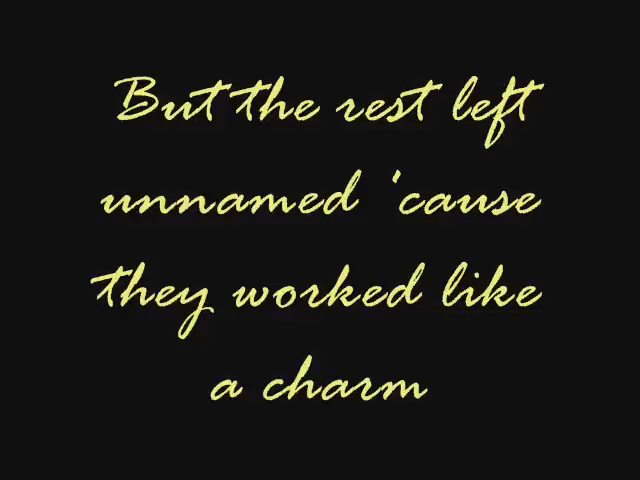 But the rest left
unnamed 'cause
they worked like
a charm